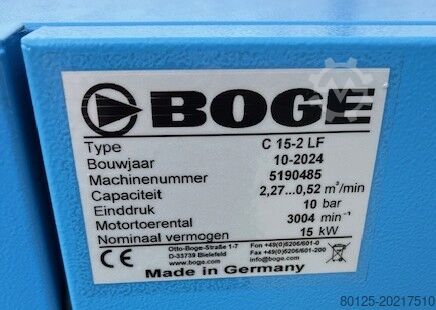 BOGE
Type C 15-2 LF
Bouwjaar 10-2024
Machinenummer 5190485
Capaciteit 2,27...0,52 m³/min
Einddruk 10 bar
Motortoerental 3004 min⁻¹
Nominaal vermogen 15 kW
CE
Otto-Boge-Straße 1-7 Fon +49(0)5206/601-0
D-33739 Bielefeld Fax +49(0)5206/601-200
www.boge.com info@boge.com
Made in Germany
80125-20217510